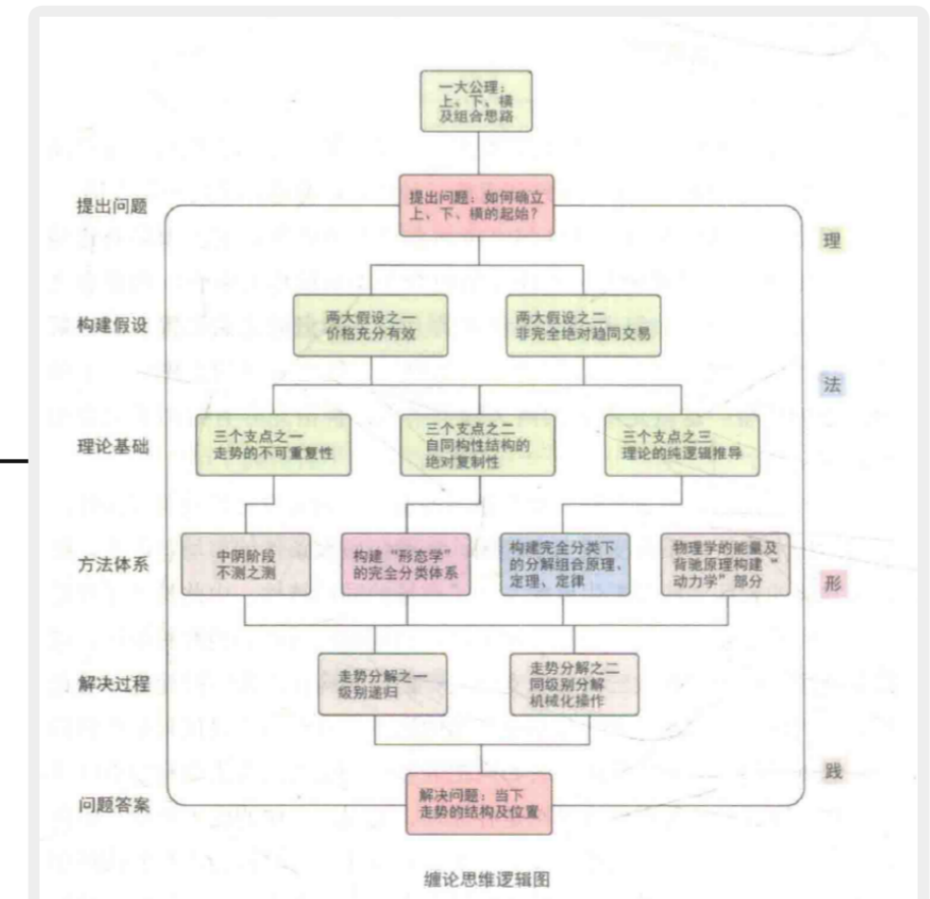 一大公理：
上、下、横
及组合思路
提出问题
提出问题：如何确立
上、下、横的起始？
理
构建假设
两大假设之一
价格充分有效
两大假设之二
非完全绝对趋同交易
法
理论基础
三个支点之一
走势的不可重复性
三个支点之二
自同构性结构的
绝对复制性
三个支点之三
理论的纯逻辑推导
方法体系
中阴阶段
不测之测
构建“形态学”
的完全分类体系
构建完全分类下
的分解组合原理、
定理、定律
物理学的能量及
背驰原理构建“
动力学”部分
形
解决过程
走势分解之一
级别递归
走势分解之二
同级别分解
机械化操作
践
问题答案
解决问题：当下
走势的结构及位置
缠论思维逻辑图